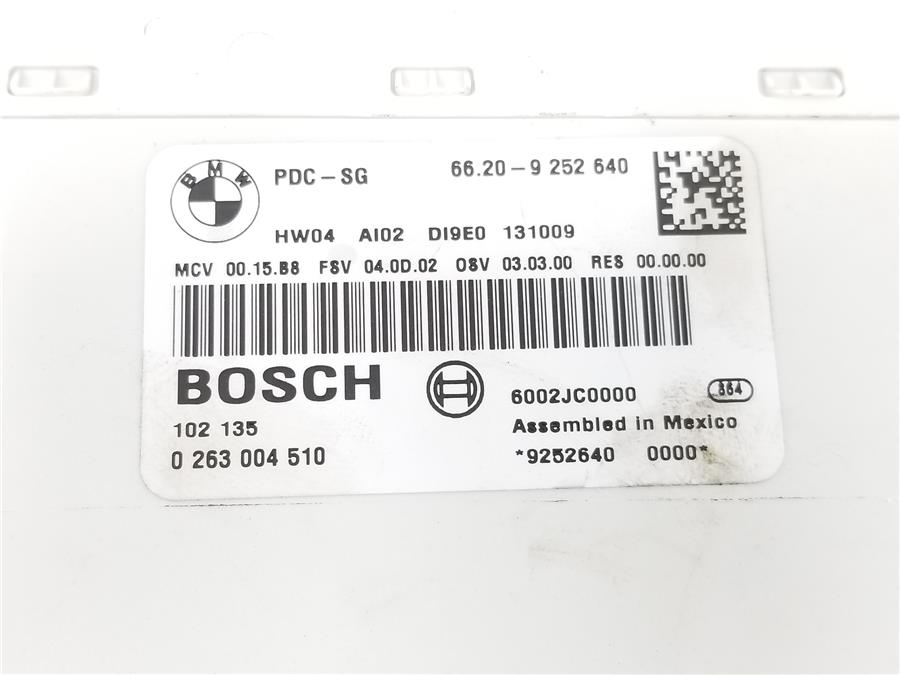 BMW
PDC-SG 66.20-9 252 640
HW04 AI02 DI9E0 131009
MCV 00.15.B8 FSV 04.0D.02 OSV 03.03.00 RES 00.00.00
BOSCH
6002JC0000
102 135 Assembled in Mexico
0 263 004 510 *9252640 0000*